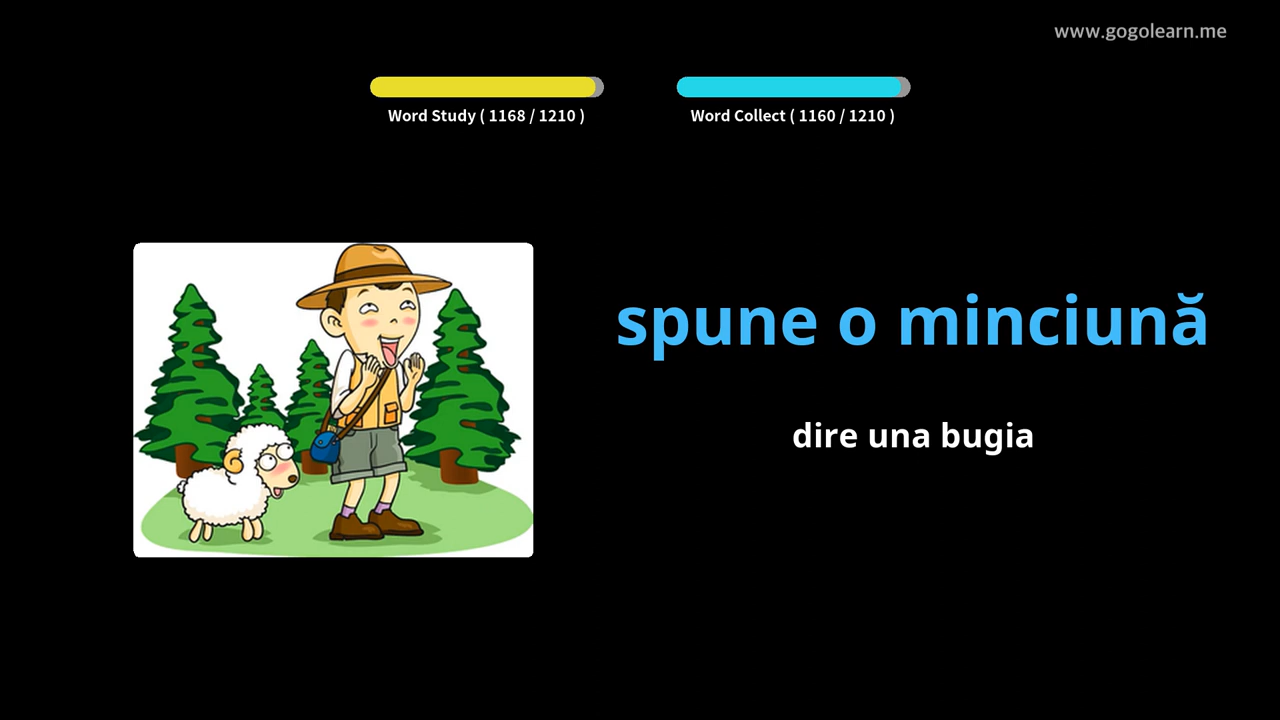 www.gogolearn.me
Word Study ( 1168 / 1210 )
Word Collect ( 1160 / 1210 )
spune o minciună
dire una bugia